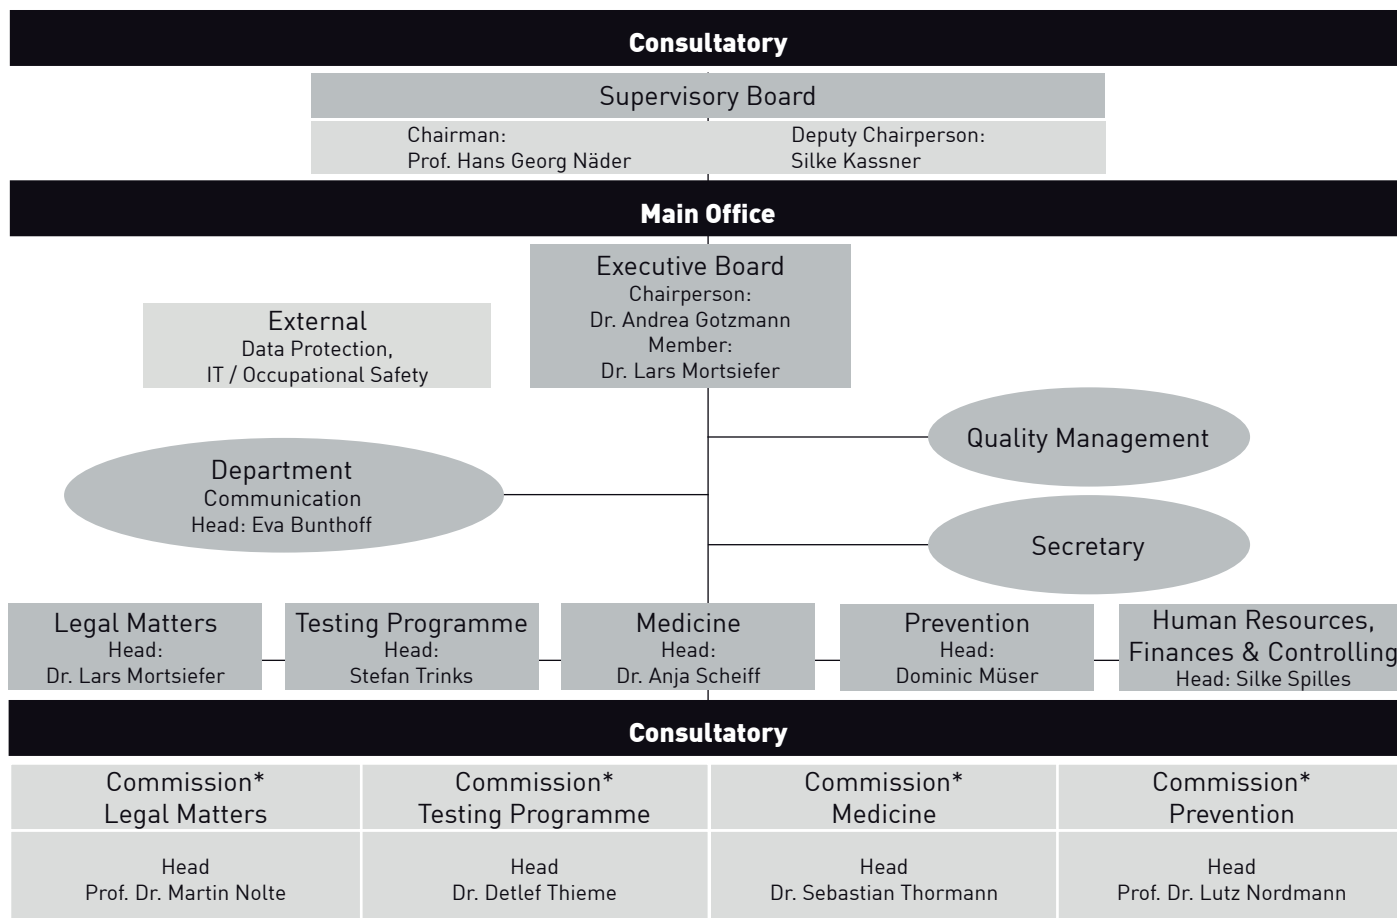 Consultatory
Supervisory Board
Chairman:
Prof. Hans Georg Näder
Deputy Chairperson:
Silke Kassner
Main Office
Executive Board
Chairperson:
Dr. Andrea Gotzmann
Member:
Dr. Lars Mortsiefer
External
Data Protection,
IT / Occupational Safety
Quality Management
Department
Communication
Head: Eva Bunthoff
Secretary
Legal Matters
Head:
Dr. Lars Mortsiefer
Testing Programme
Head:
Stefan Trinks
Medicine
Head:
Dr. Anja Scheiff
Prevention
Head:
Dominic Müser
Human Resources,
Finances & Controlling
Head: Silke Spilles
Consultatory
Commission*
Legal Matters
Head
Prof. Dr. Martin Nolte
Commission*
Testing Programme
Head
Dr. Detlef Thieme
Commission*
Medicine
Head
Dr. Sebastian Thormann
Commission*
Prevention
Head
Prof. Dr. Lutz Nordmann